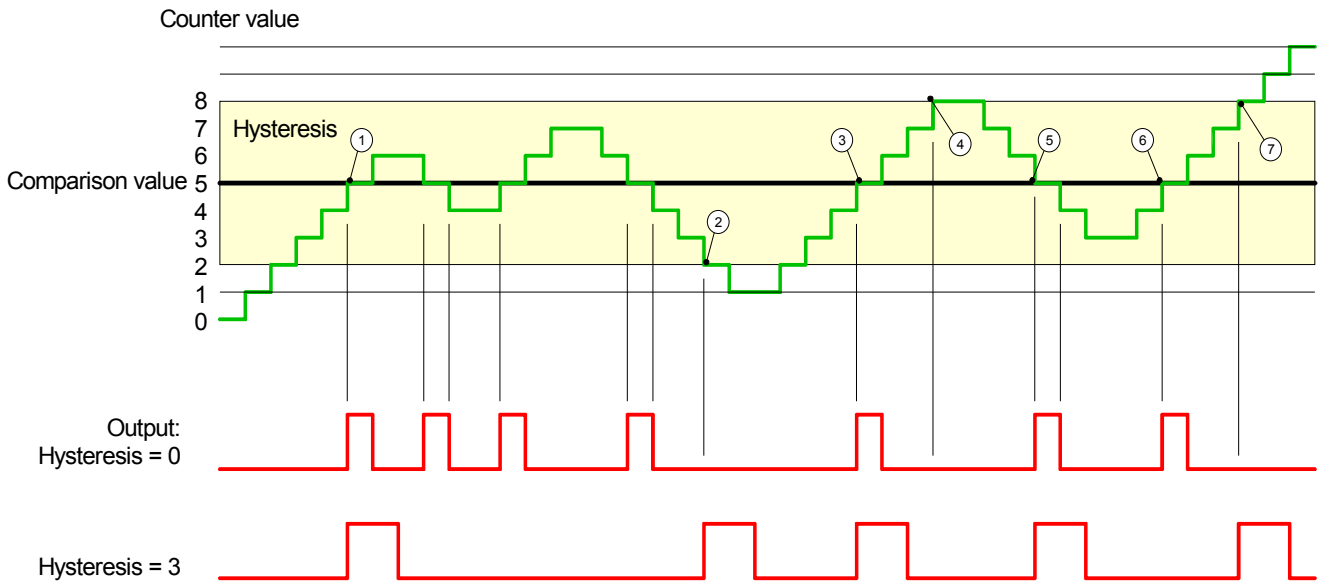 Counter value
8
7
Hysteresis
1
3
4
5
6
7
6
Comparison value 5
4
3
2
2
1
0
Output:
Hysteresis = 0
Hysteresis = 3